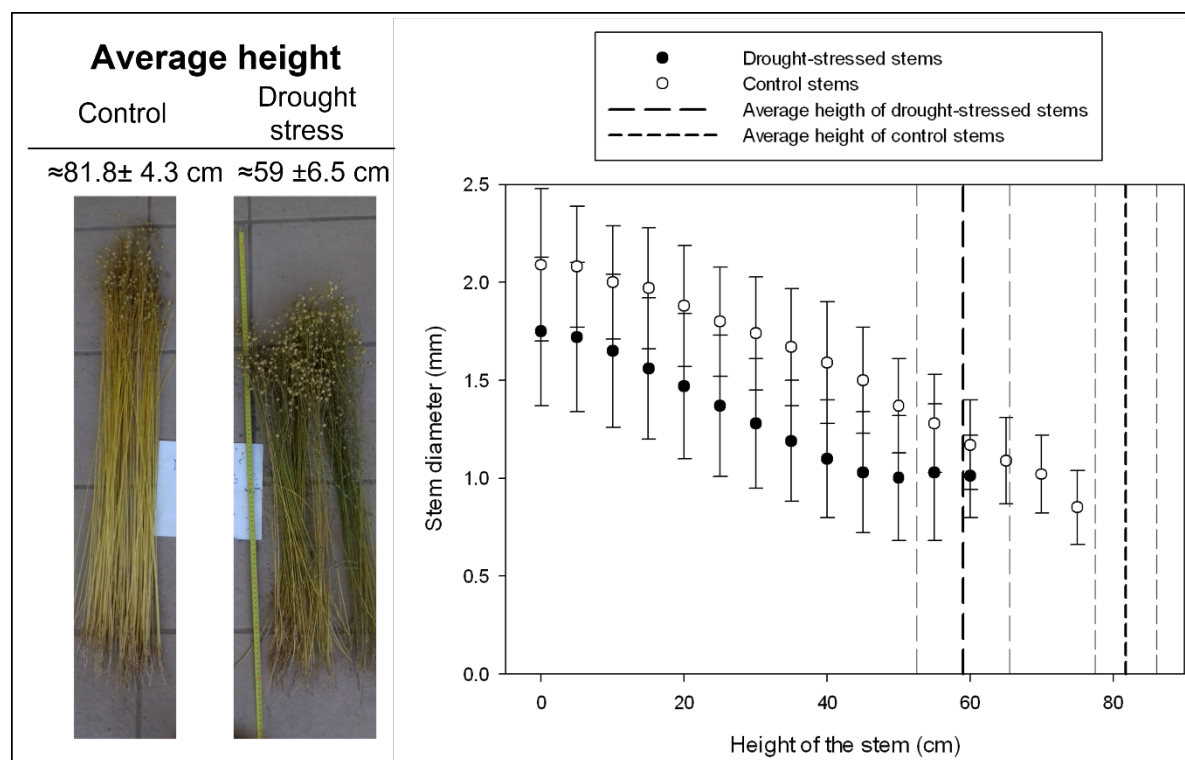 Average height
Control
Drought
stress
≈81.8± 4.3 cm
≈59 ±6.5 cm
Drought-stressed stems
Control stems
Average heigth of drought-stressed stems
Average height of control stems
Stem diameter (mm)
2.5
2.0
1.5
1.0
0.5
0.0
0
20
40
60
80
Height of the stem (cm)